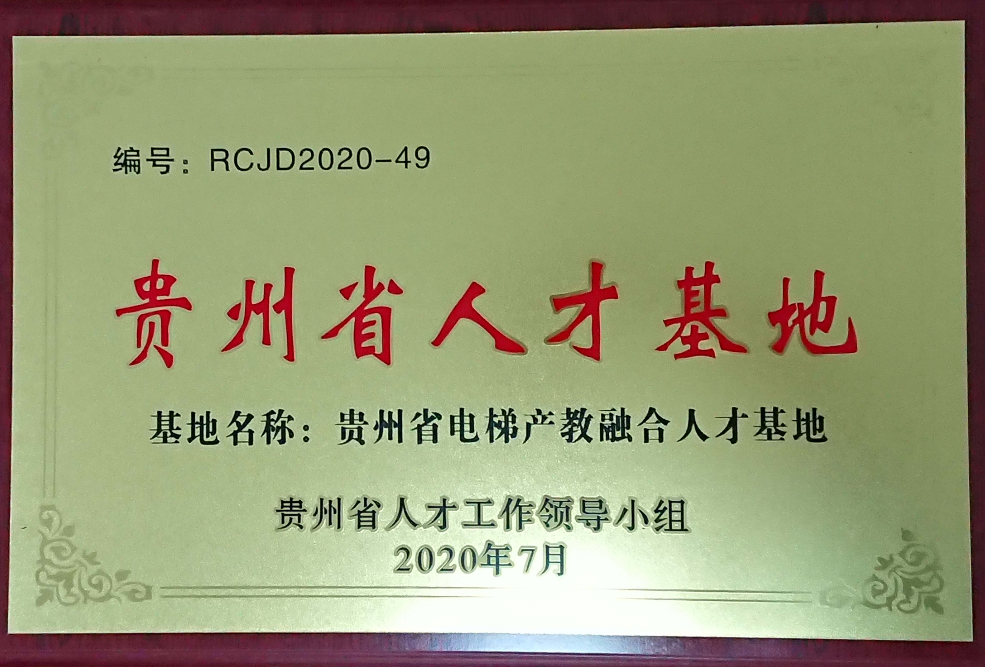 编号：RCJD2020-49
贵州省人才基地
基地名称：贵州省电梯产教融合人才基地
贵州省人才工作领导小组
2020年7月